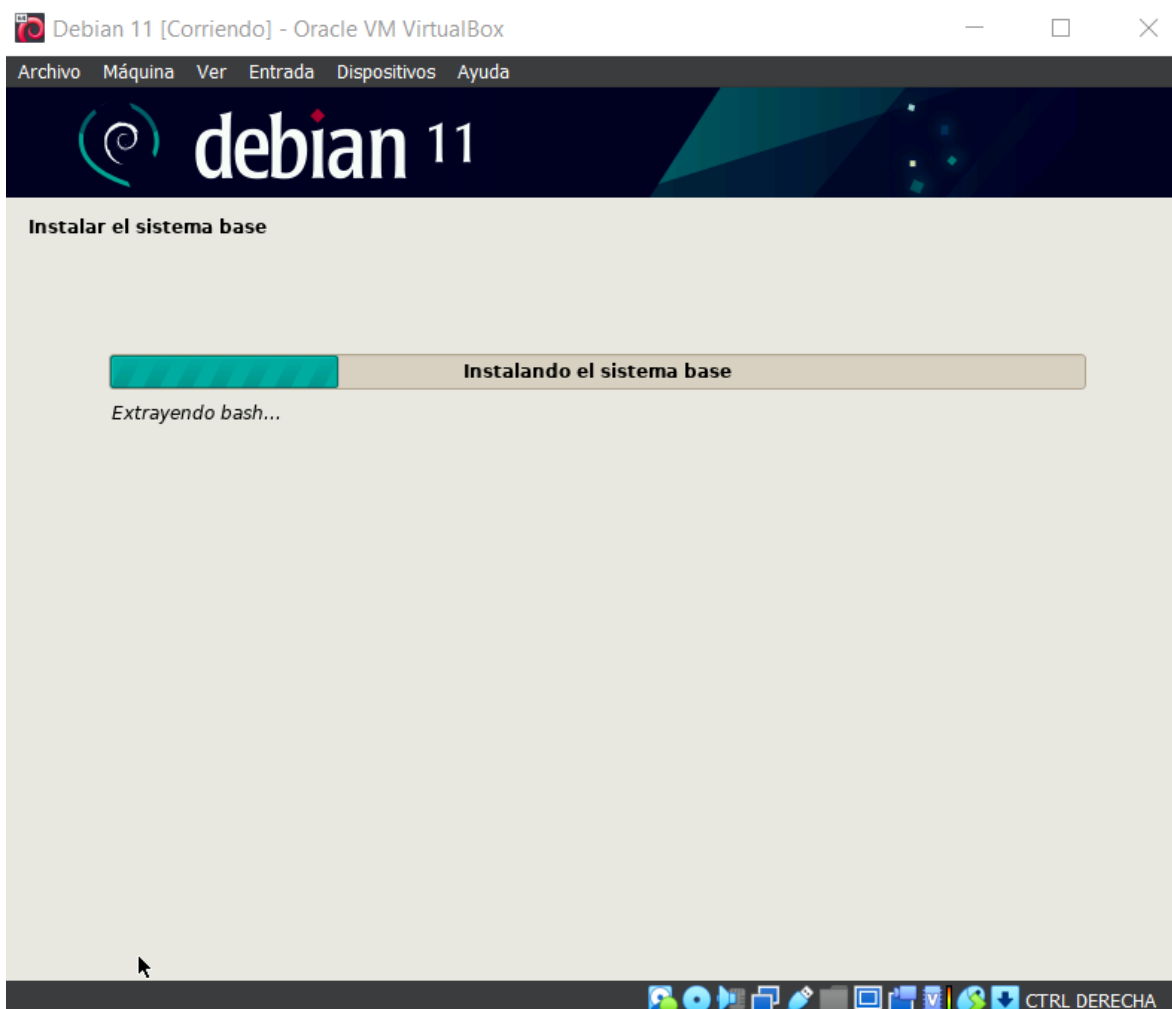 Debian 11 [Corriendo] - Oracle VM VirtualBox
Archivo Máquina Ver Entrada Dispositivos Ayuda
debian 11
Instalar el sistema base
Instalando el sistema base
Extrayendo bash...
CTRL DERECHA